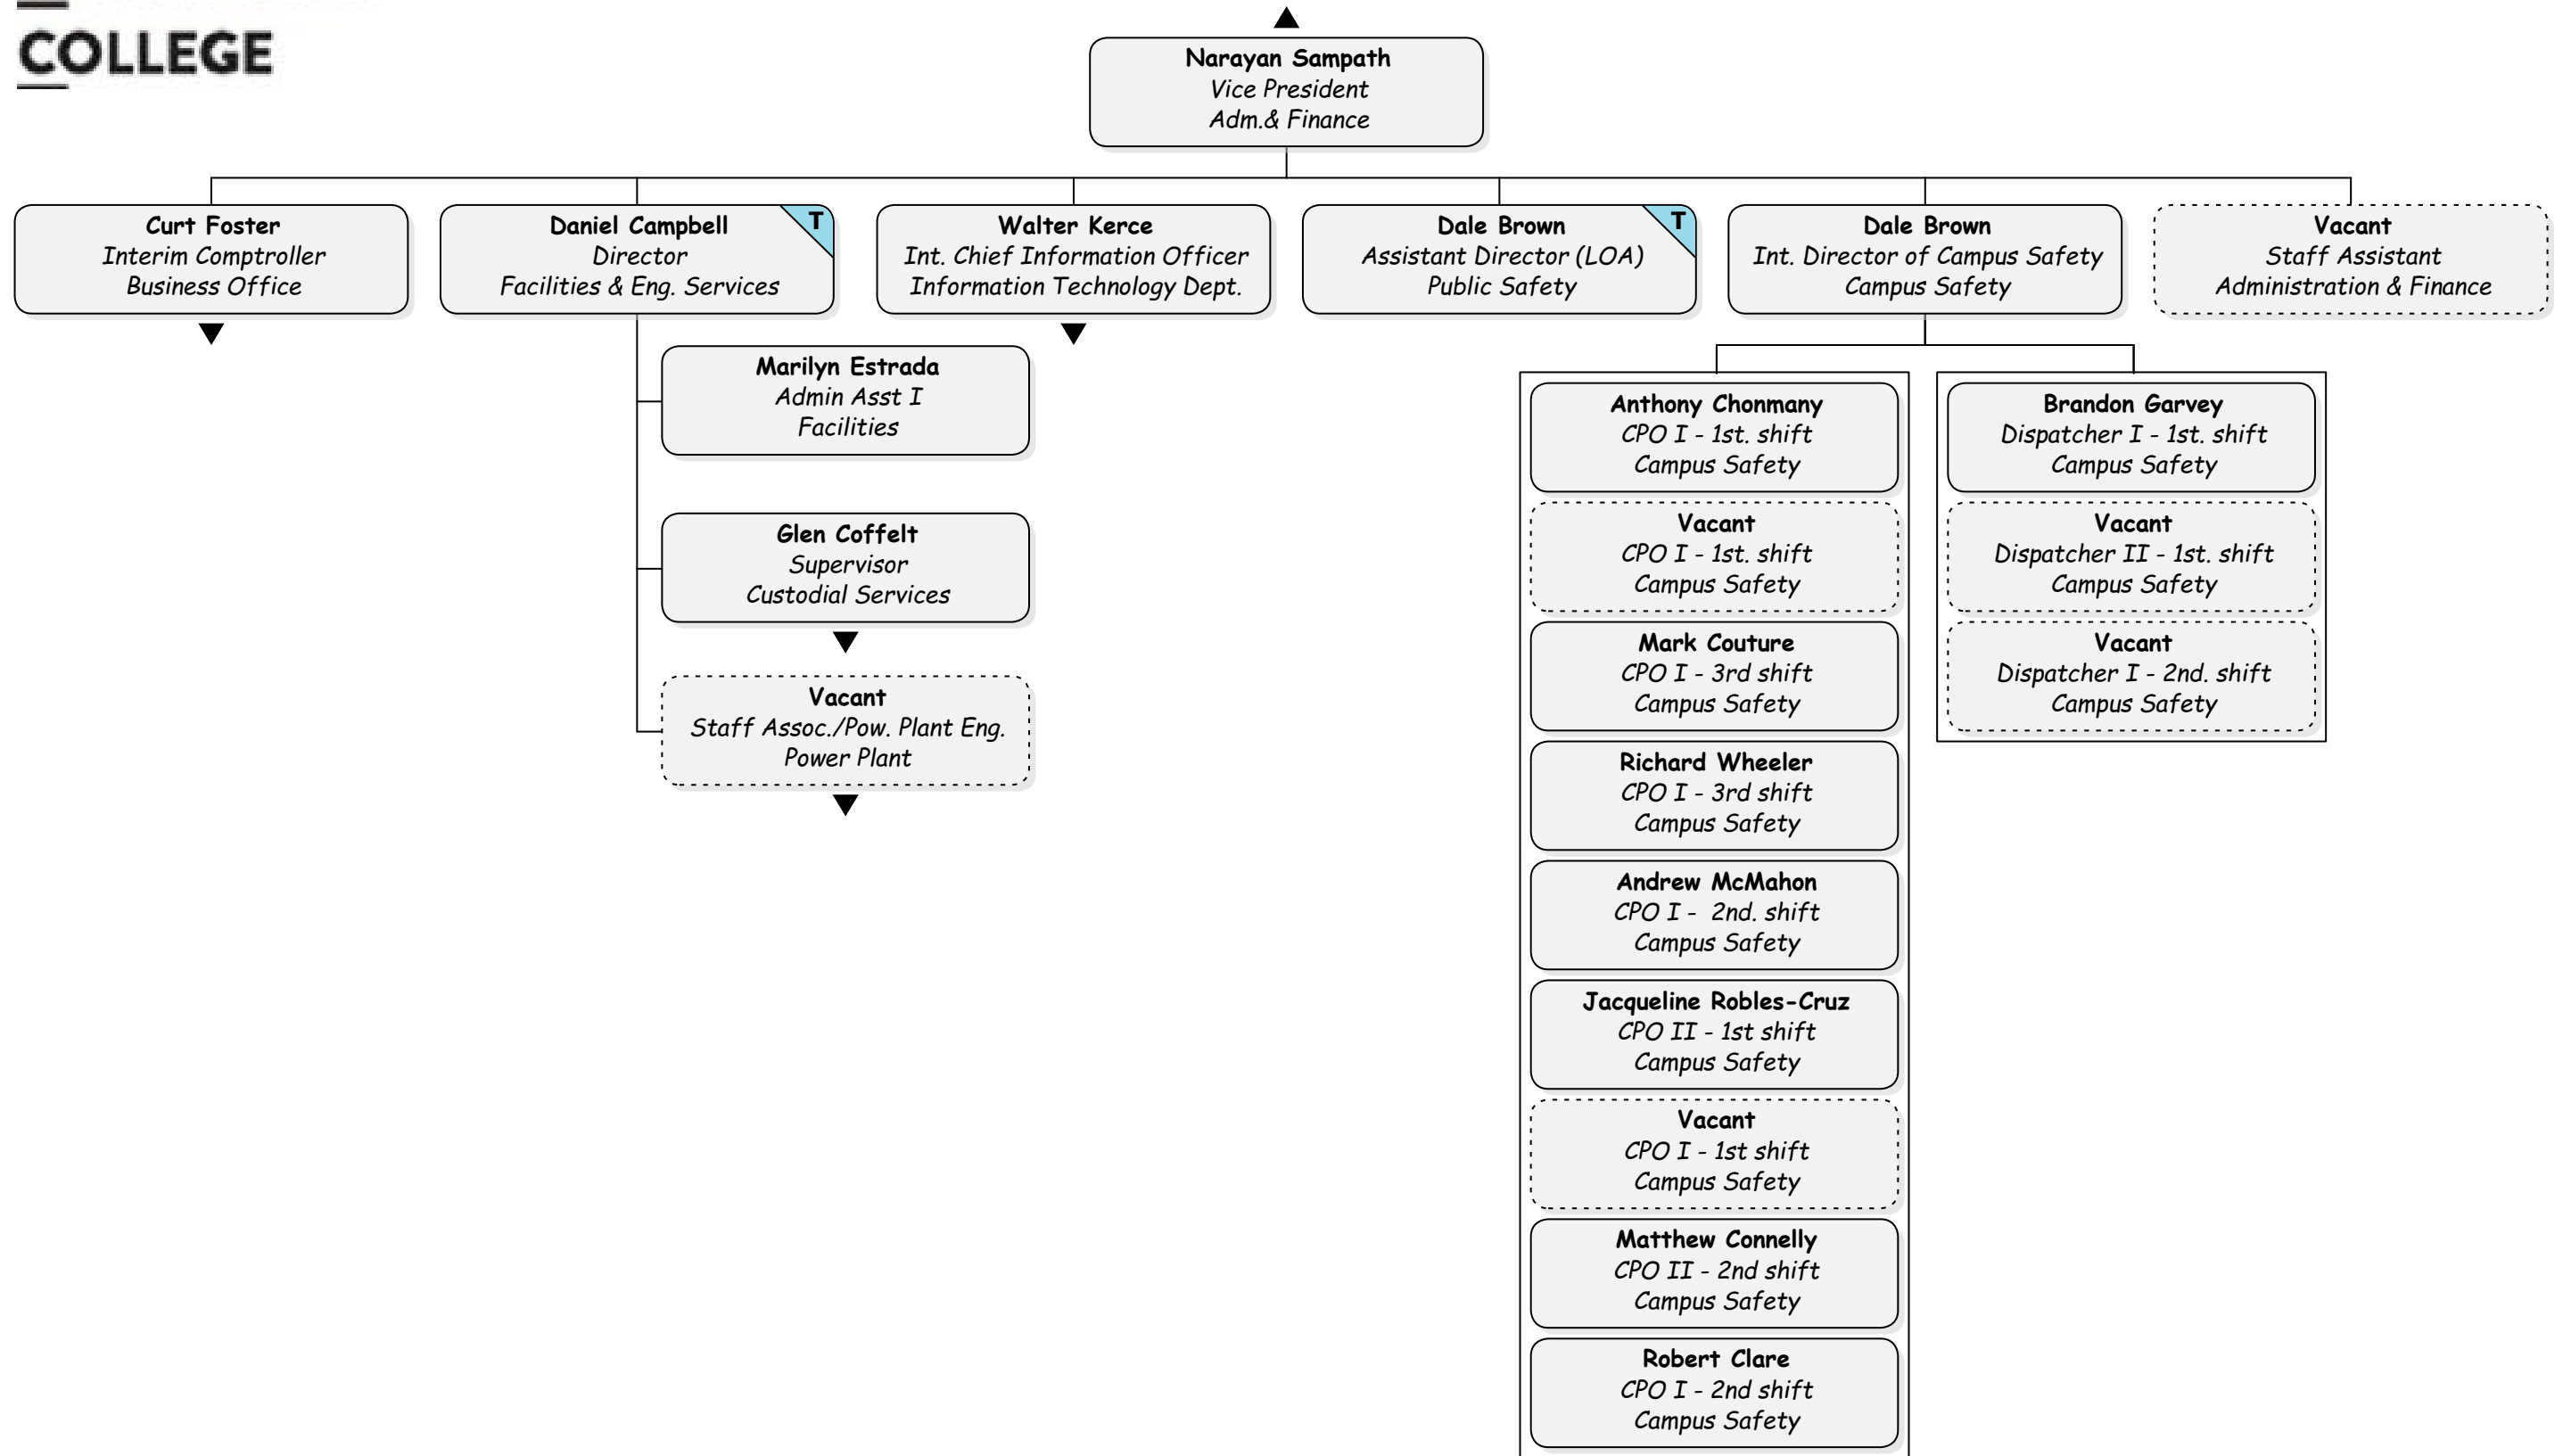 COLLEGE
Narayan Sampath
Vice President
Adm.& Finance
Curt Foster
Interim Comptroller
Business Office
T
Daniel Campbell
Director
Facilities & Eng. Services
Walter Kerce
Int. Chief Information Officer
Information Technology Dept.
T
Dale Brown
Assistant Director (LOA)
Public Safety
Dale Brown
Int. Director of Campus Safety
Campus Safety
Vacant
Staff Assistant
Administration & Finance
Marilyn Estrada
Admin Asst I
Facilities
Glen Coffelt
Supervisor
Custodial Services
Vacant
Staff Assoc./Pow. Plant Eng.
Power Plant
Anthony Chonmany
CPO I - 1st. shift
Campus Safety
Vacant
CPO I - 1st. shift
Campus Safety
Mark Couture
CPO I - 3rd shift
Campus Safety
Richard Wheeler
CPO I - 3rd shift
Campus Safety
Andrew McMahon
CPO I -  2nd. shift
Campus Safety
Jacqueline Robles-Cruz
CPO II - 1st shift
Campus Safety
Vacant
CPO I - 1st shift
Campus Safety
Matthew Connelly
CPO II - 2nd shift
Campus Safety
Robert Clare
CPO I - 2nd shift
Campus Safety
Brandon Garvey
Dispatcher I - 1st. shift
Campus Safety
Vacant
Dispatcher II - 1st. shift
Campus Safety
Vacant
Dispatcher I - 2nd. shift
Campus Safety